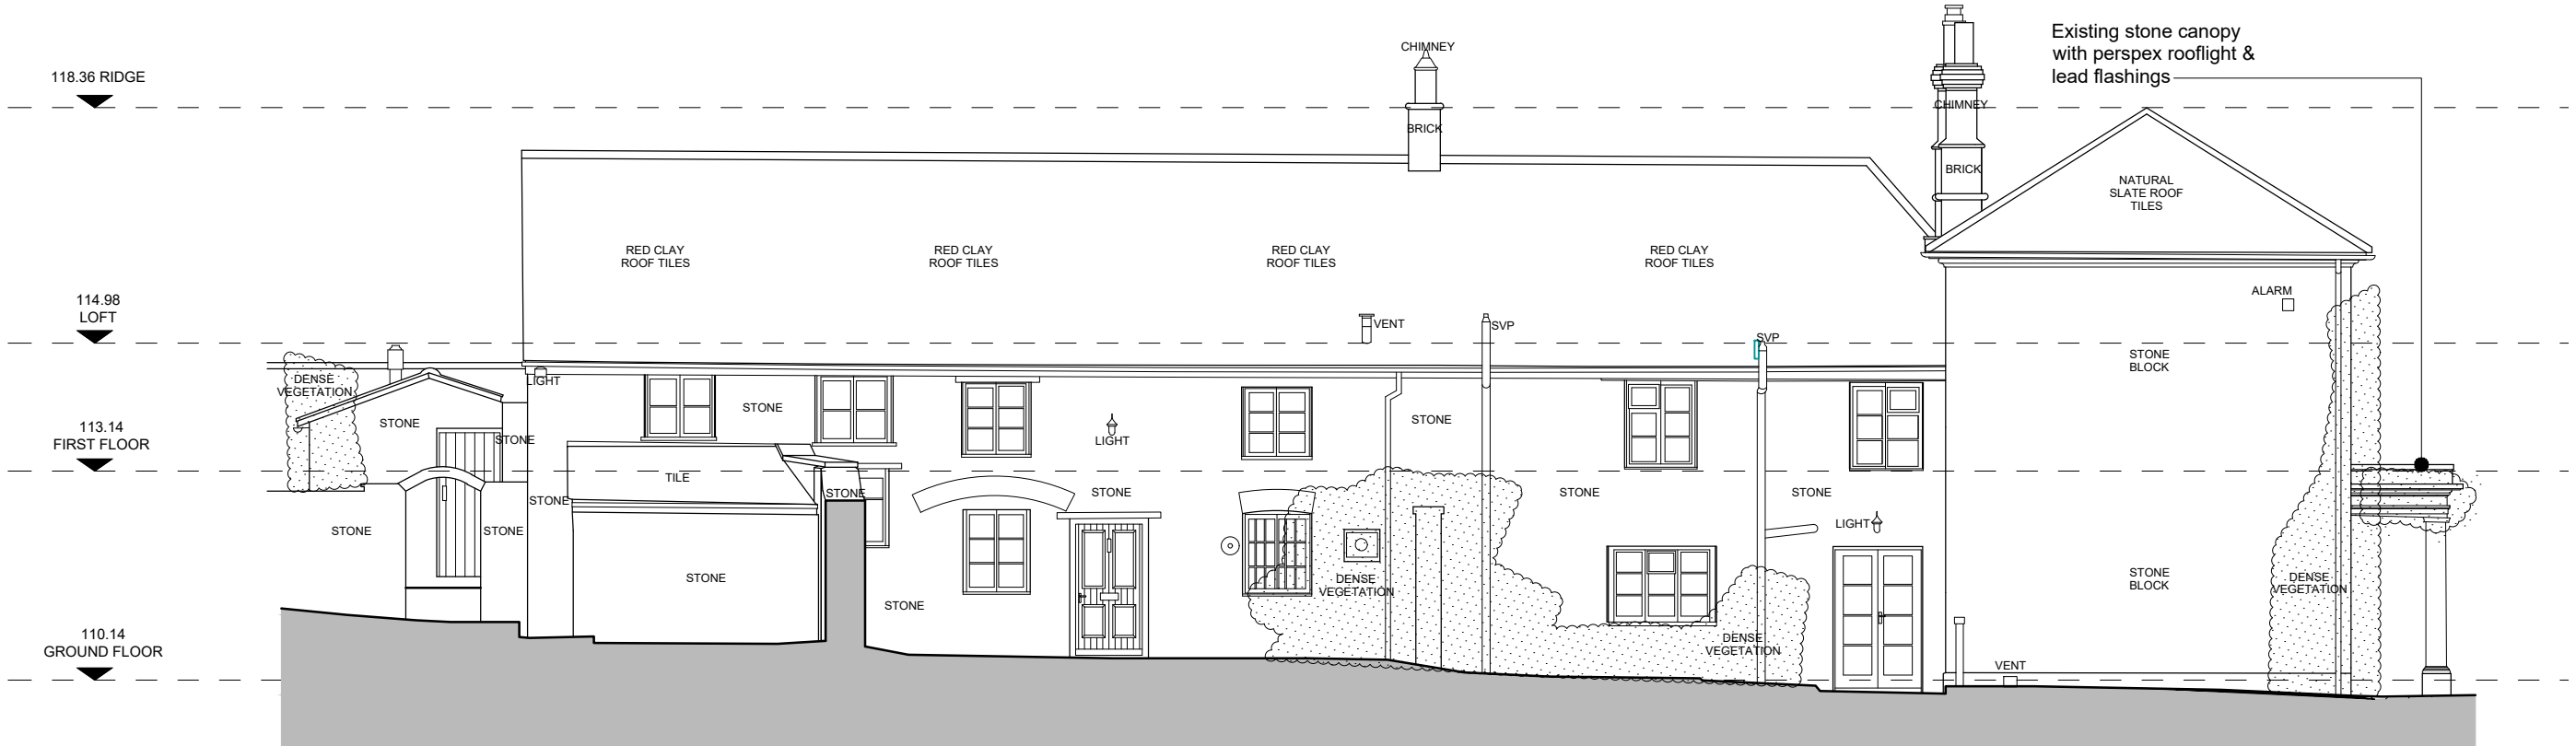 Existing stone canopy
with perspex rooflight &
lead flashings
118.36 RIDGE
CHIMNEY
BRICK
CHIMNEY
BRICK
NATURAL
SLATE ROOF
TILES
RED CLAY
ROOF TILES
RED CLAY
ROOF TILES
RED CLAY
ROOF TILES
RED CLAY
ROOF TILES
114.98
LOFT
ALARM
VENT
SVP
SVP
STONE
BLOCK
DENSE
VEGETATION
LIGHT
STONE
STONE
STONE
STONE
LIGHT
113.14
FIRST FLOOR
TILE
STONE
STONE
STONE
STONE
STONE
LIGHT
STONE
STONE
STONE
STONE
DENSE
VEGETATION
STONE
BLOCK
DENSE
VEGETATION
110.14
GROUND FLOOR
DENSE
VEGETATION
VENT